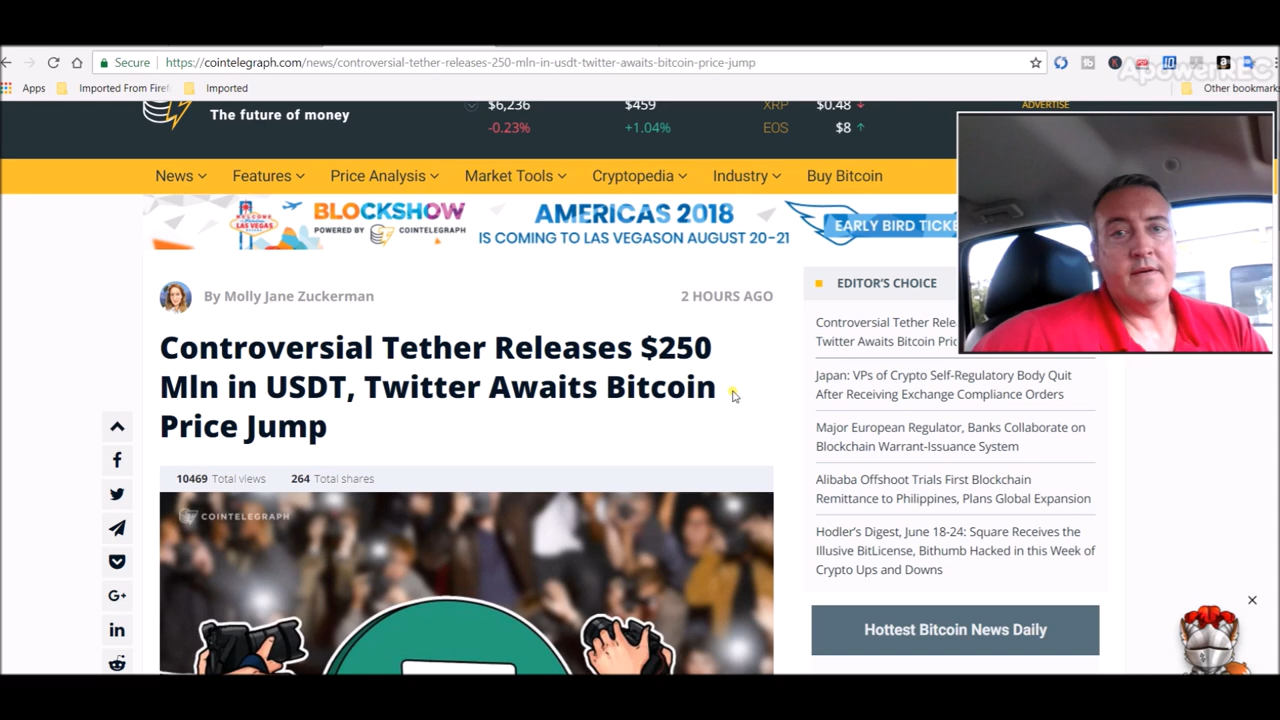 Secure
https://cointelegraph.com/news/controversial-tether-releases-250-mln-in-usdt-twitter-awaits-bitcoin-price-jump
ApowerREC
Apps
Imported From Firef
Imported
Other bookmark
The future of money
$6,236
$459
XRP
$0.48
-0.23%
+1.04%
EOS
$8
ADVERTISE
News
Features
Price Analysis
Market Tools
Cryptopedia
Industry
Buy Bitcoin
WELCOME
BLOCKSHOW
POWERED BY COINTELEGRAPH
AMERICAS 2018
IS COMING TO LAS VEGASON AUGUST 20-21
EARLY BIRD TICKE
By Molly Jane Zuckerman
2 HOURS AGO
Controversial Tether Releases $250
Mln in USDT, Twitter Awaits Bitcoin
Price Jump
10469 Total views
264 Total shares
COINTELEGRAPH
EDITOR'S CHOICE
Controversial Tether Rele
Twitter Awaits Bitcoin Pric
Japan: VPs of Crypto Self-Regulatory Body Quit
After Receiving Exchange Compliance Orders
Major European Regulator, Banks Collaborate on
Blockchain Warrant-Issuance System
Alibaba Offshoot Trials First Blockchain
Remittance to Philippines, Plans Global Expansion
Hodler's Digest, June 18-24: Square Receives the
Illusive BitLicense, Bithumb Hacked in this Week of
Crypto Ups and Downs
Hottest Bitcoin News Daily